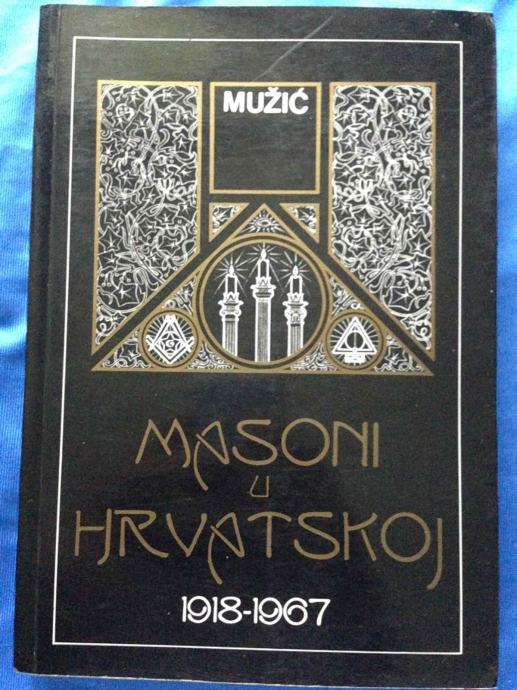 MUŽIĆ
G
MASONI
U
HRVATSKOJ
1918-1967